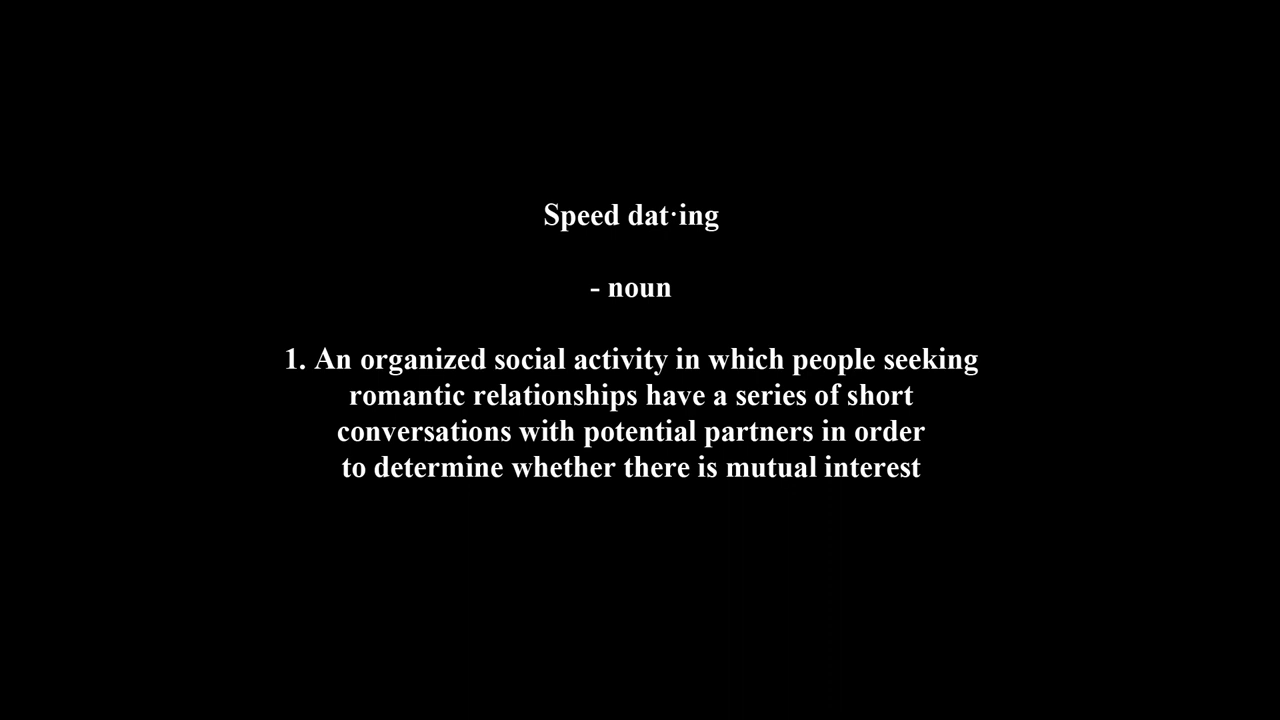 Speed dat·ing
- noun
1. An organized social activity in which people seeking
romantic relationships have a series of short
conversations with potential partners in order
to determine whether there is mutual interest